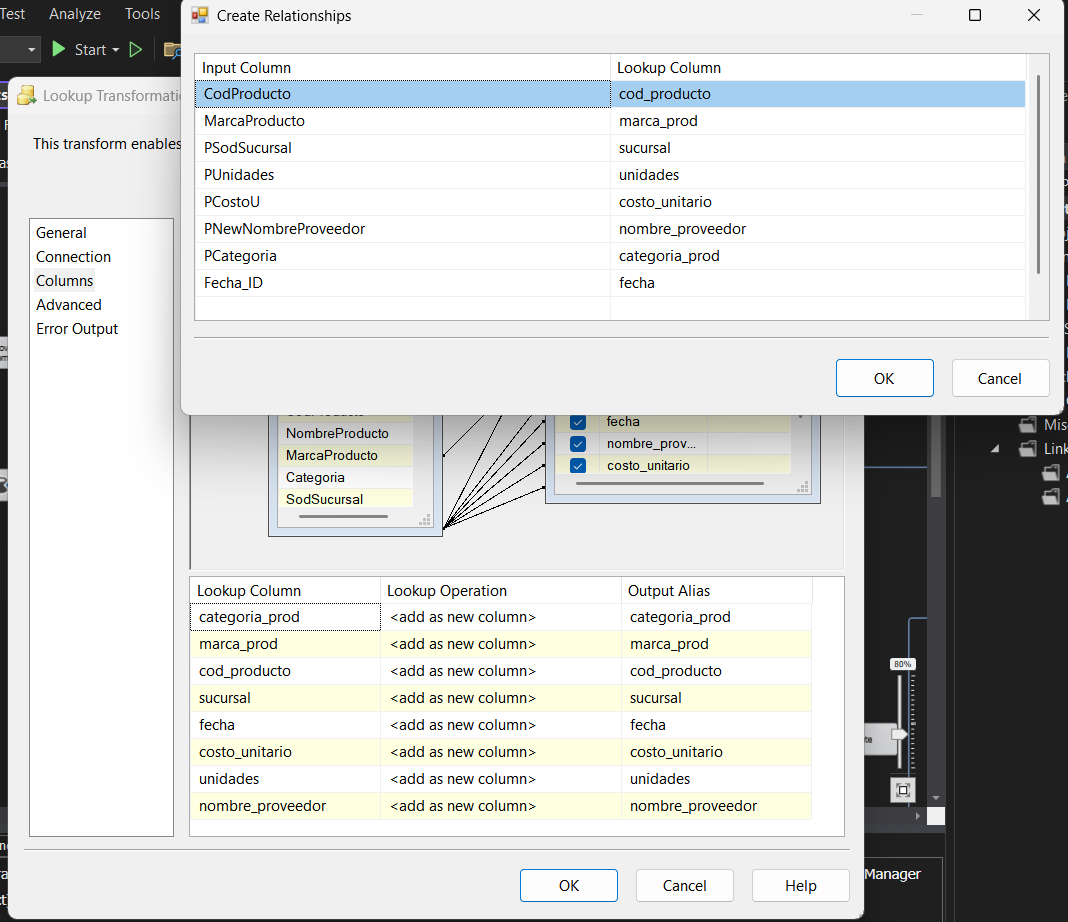 Test Analyze Tools
Start
Create Relationships
Input Column Lookup Column
CodProducto cod_producto
MarcaProducto marca_prod
PSodSucursal sucursal
PUnidades unidades
PCostoU costo_unitario
PNewNombreProveedor nombre_proveedor
PCategoria categoria_prod
Fecha_ID fecha
OK Cancel
Lookup Transformati
This transform enables
General
Connection
Columns
Advanced
Error Output
NombreProducto
MarcaProducto
Categoria
SodSucursal
fecha
nombre_prov...
costo_unitario
Lookup Column Lookup Operation Output Alias
categoria_prod <add as new column> categoria_prod
marca_prod <add as new column> marca_prod
cod_producto <add as new column> cod_producto
sucursal <add as new column> sucursal
fecha <add as new column> fecha
costo_unitario <add as new column> costo_unitario
unidades <add as new column> unidades
nombre_proveedor <add as new column> nombre_proveedor
OK Cancel Help
Mis
Link
80%
Manager